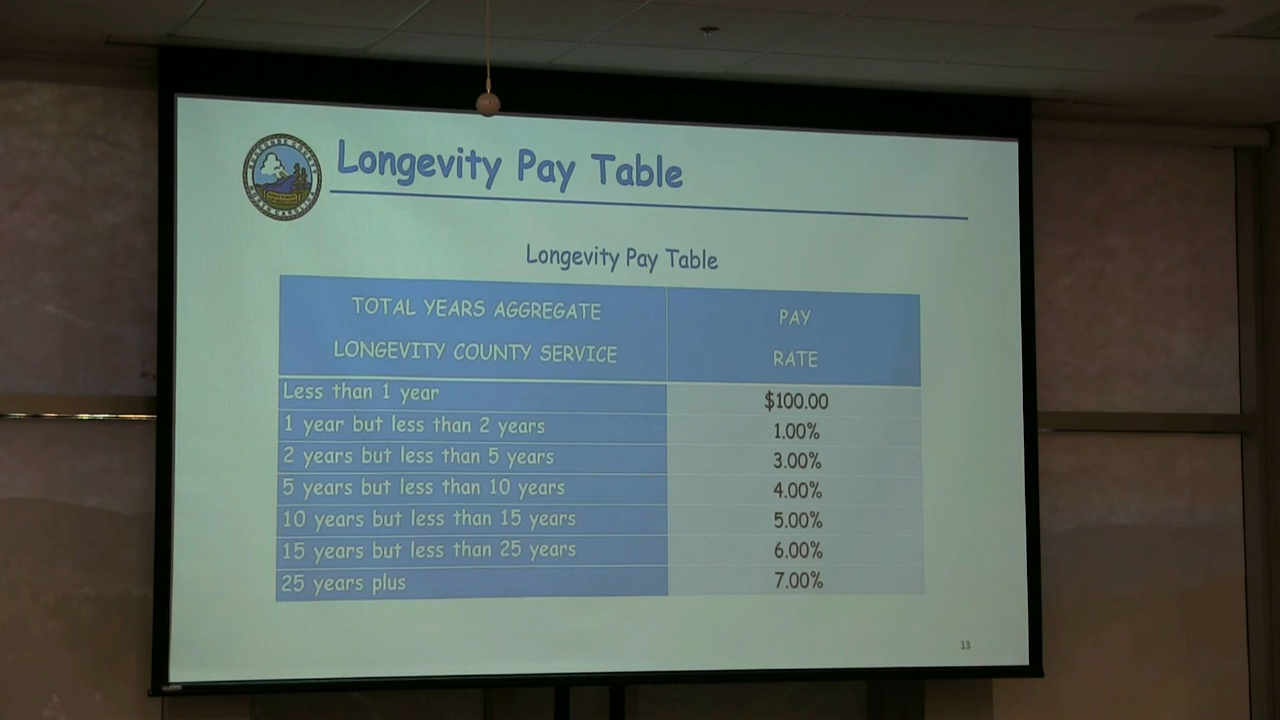 Longevity Pay Table
NORTH CAROLINA
Longevity Pay Table
TOTAL YEARS AGGREGATE LONGEVITY COUNTY SERVICE
PAY RATE
Less than 1 year $100.00
1 year but less than 2 years 1.00%
2 years but less than 5 years 3.00%
5 years but less than 10 years 4.00%
10 years but less than 15 years 5.00%
15 years but less than 25 years 6.00%
25 years plus 7.00%
13